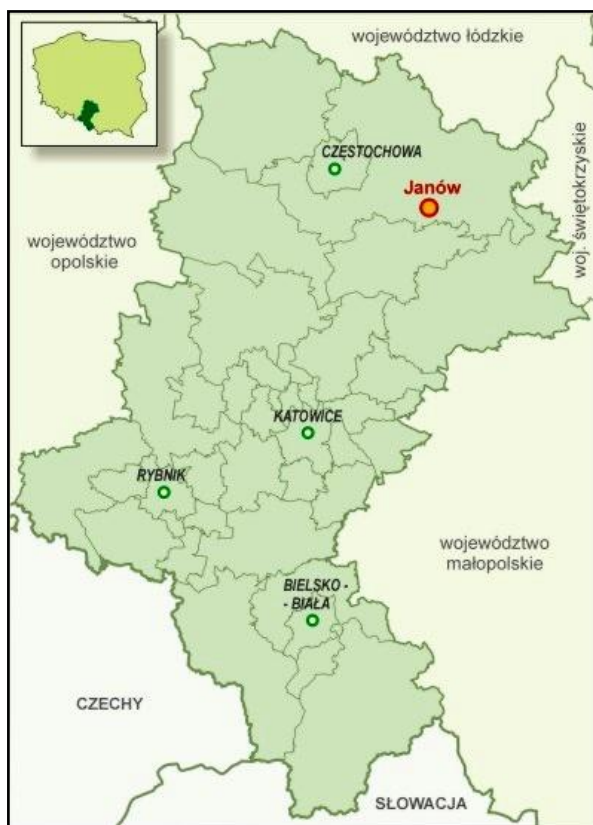 województwo łódzkie
CZĘSTOCHOWA
Janów
woj. świętokrzyskie
województwo
opolskie
KATOWICE
RYBNIK
województwo
małopolskie
BIELSKO -
- BIAŁA
CZECHY
SŁOWACJA